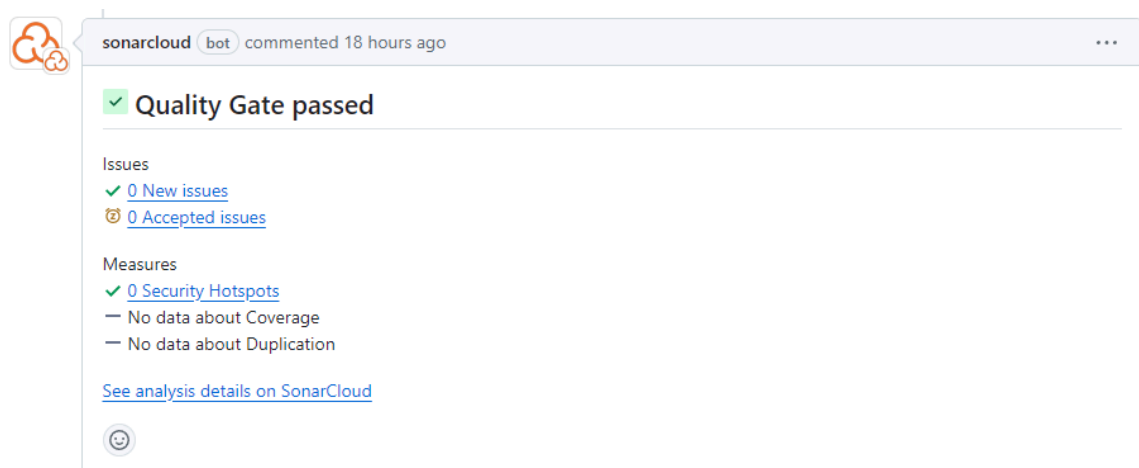 sonarcloud bot commented 18 hours ago
Quality Gate passed
Issues
0 New issues
0 Accepted issues
Measures
0 Security Hotspots
No data about Coverage
No data about Duplication
See analysis details on SonarCloud